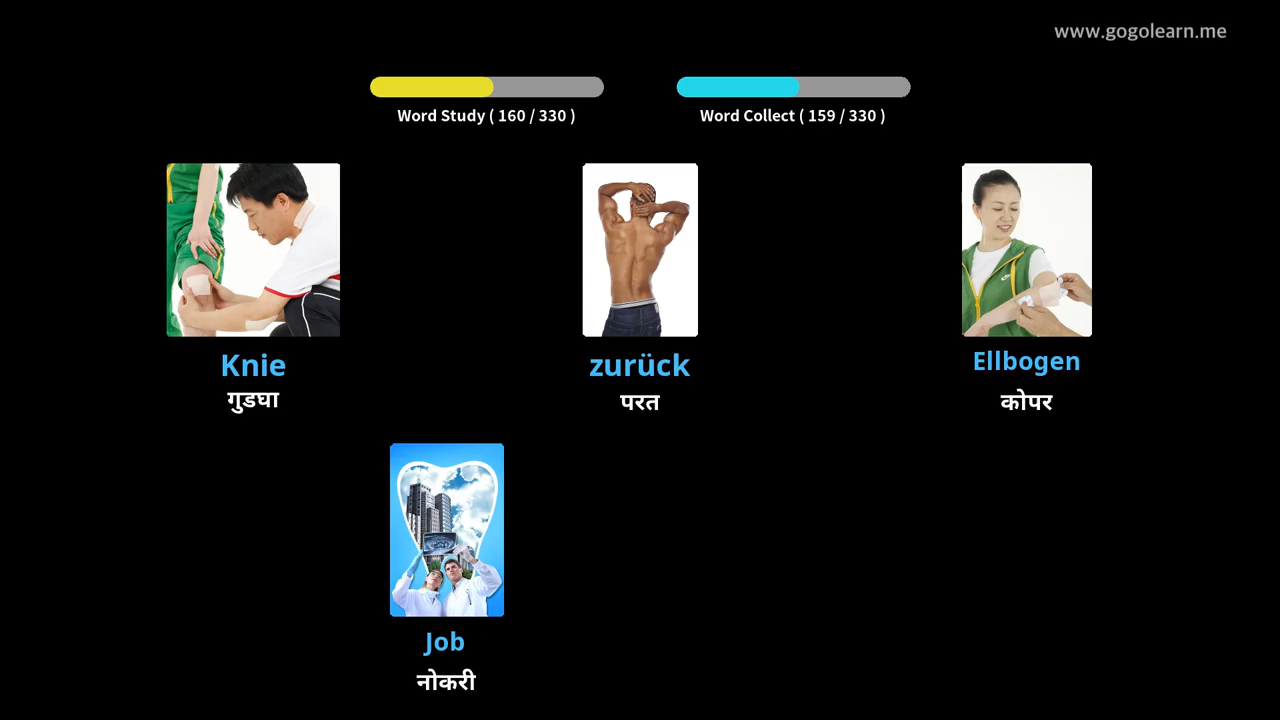 www.gogolearn.me
Word Study ( 160 / 330 )
Word Collect ( 159 / 330 )
Knie
गुडघा
zurück
परत
Ellbogen
कोपर
Job
नोकरी